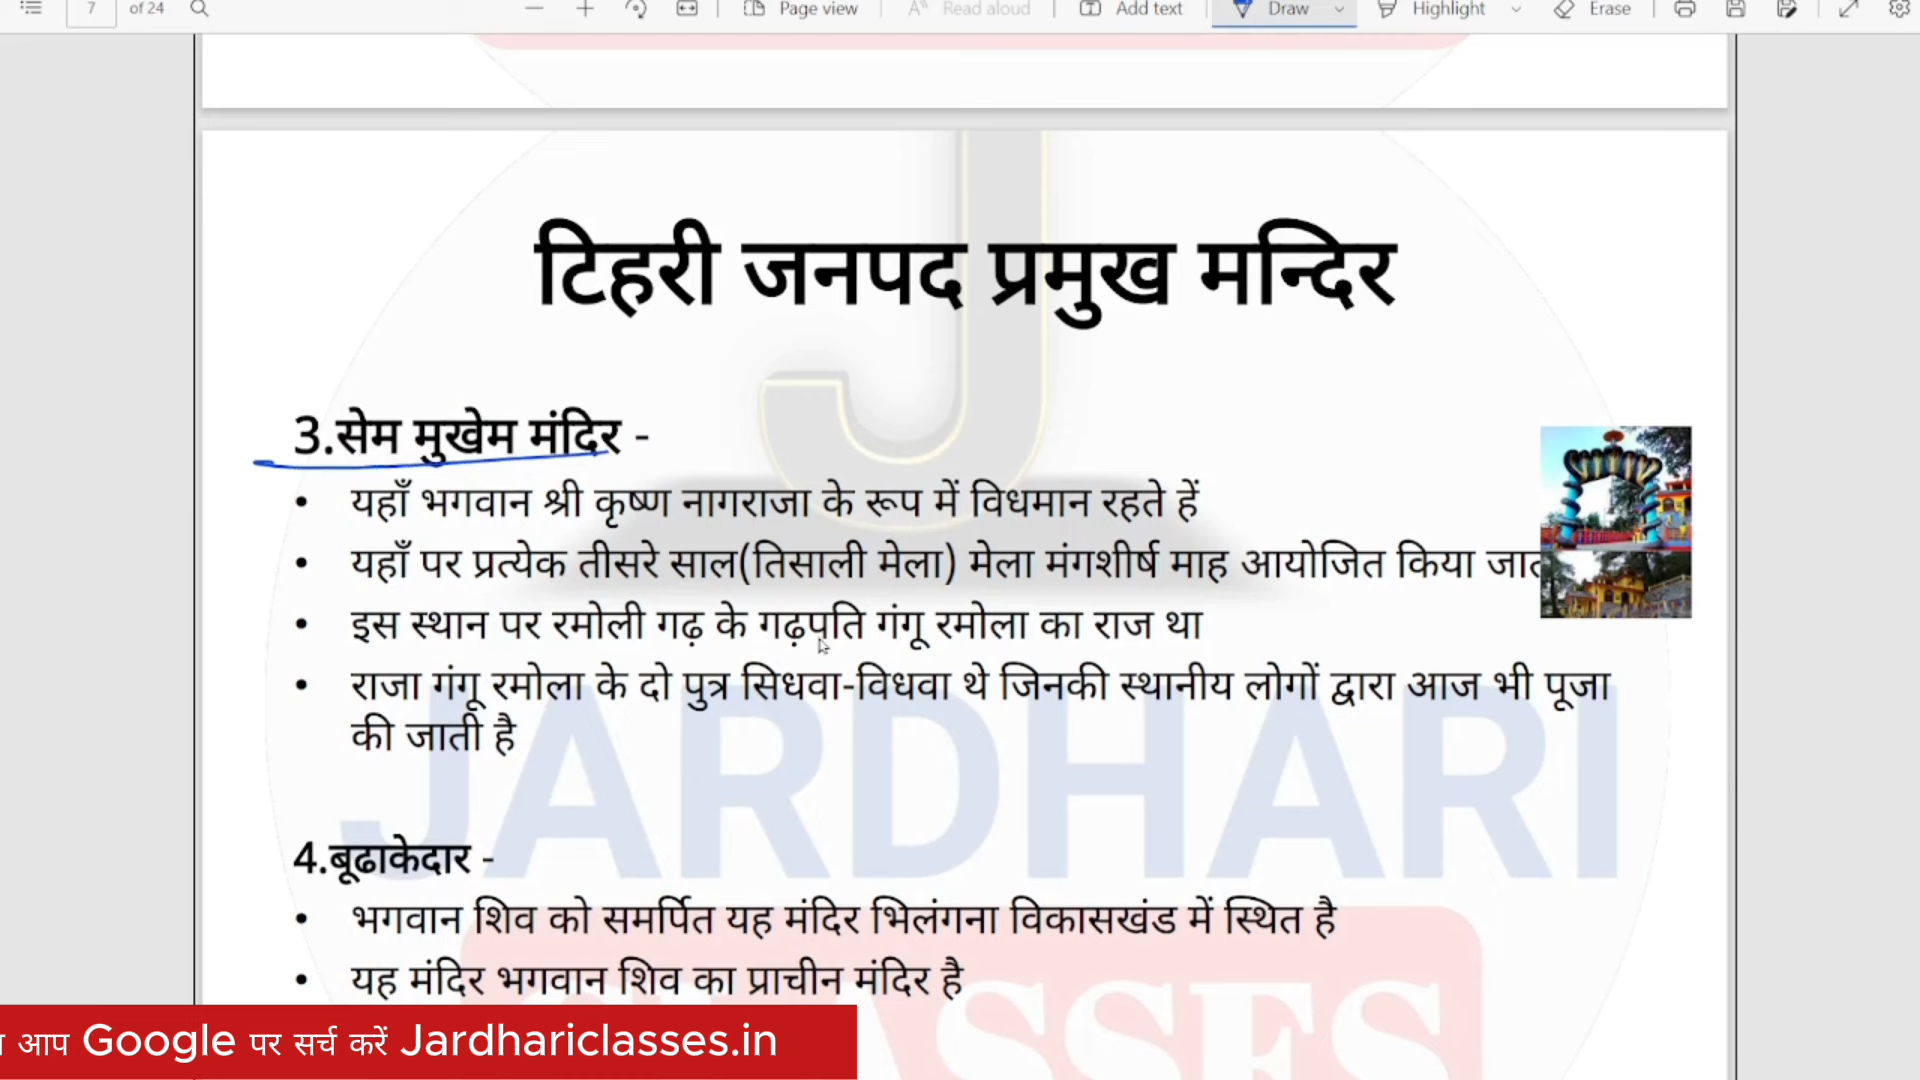 7 of 24 Page view Read aloud Add text Draw Highlight Erase
टिहरी जनपद प्रमुख मन्दिर
3.सेम मुखेम मंदिर -
• यहाँ भगवान श्री कृष्ण नागराजा के रूप में विधमान रहते हें
• यहाँ पर प्रत्येक तीसरे साल(तिसाली मेला) मेला मंगशीर्ष माह आयोजित किया
• इस स्थान पर रमोली गढ़ के गढ़पति गंगू रमोला का राज था
• राजा गंगू रमोला के दो पुत्र सिधवा-विधवा थे जिनकी स्थानीय लोगों द्वारा आज भी पूजा
की जाती है
JARDHARI
4.बूढाकेदार -
• भगवान शिव को समर्पित यह मंदिर भिलंगना विकासखंड में स्थित है
• यह मंदिर भगवान शिव का प्राचीन मंदिर है
आप Google पर सर्च करें Jardhariclasses.in